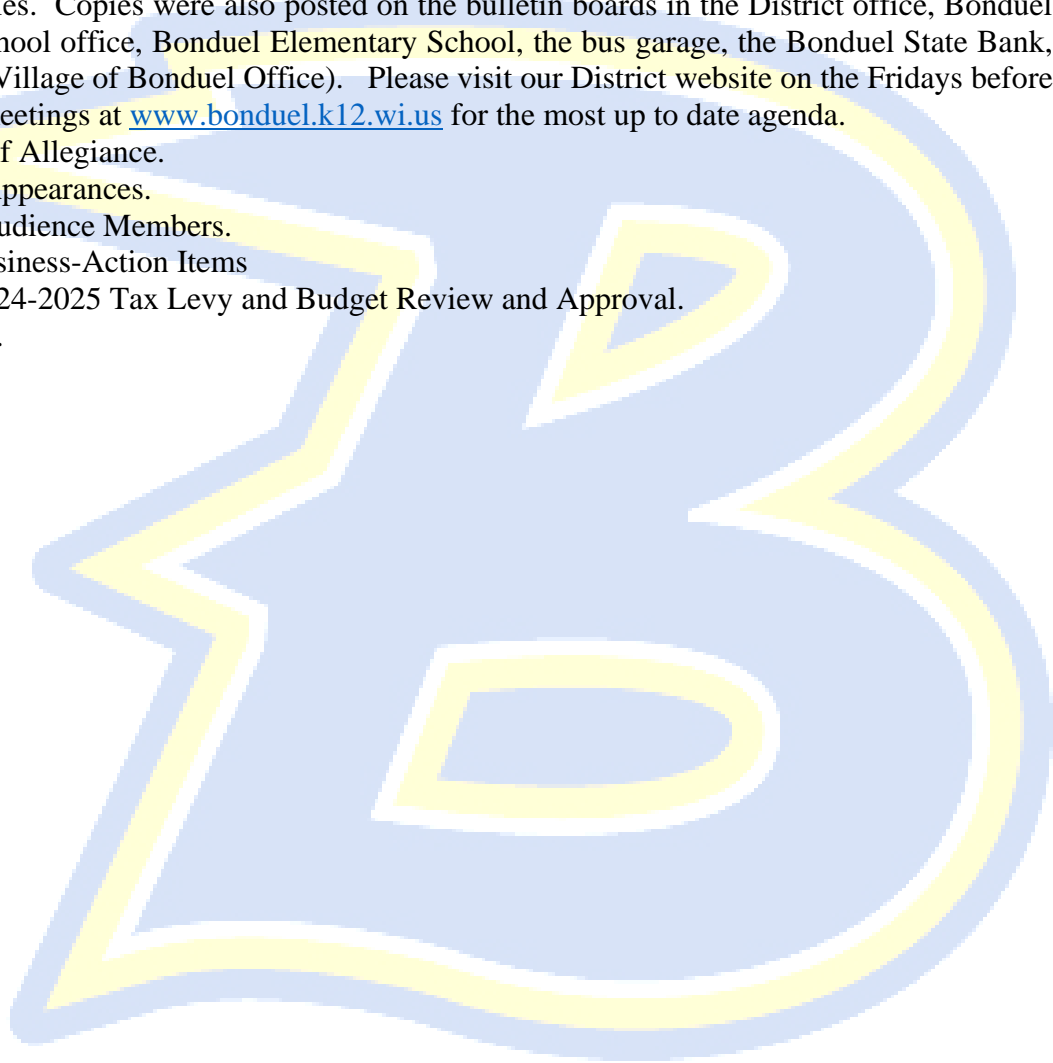 es. Copies were also posted on the bulletin boards in the District office, Bonduel
hool office, Bonduel Elementary School, the bus garage, the Bonduel State Bank,
Village of Bonduel Office). Please visit our District website on the Fridays before
eetings at www.bonduel.k12.wi.us for the most up to date agenda.
f Allegiance.
ppearances.
udience Members.
siness-Action Items
24-2025 Tax Levy and Budget Review and Approval.
.
B